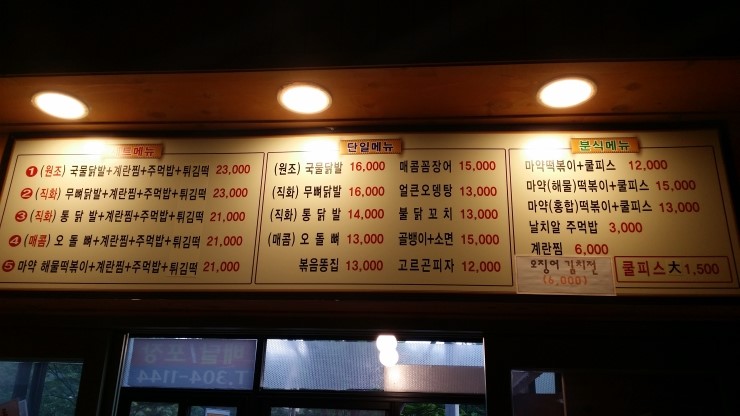 트메뉴
❶ (원조) 국물닭발+계란찜+주먹밥+튀김떡 23,000
❷ (직화) 무뼈닭발+계란찜+주먹밥+튀김떡 23,000
❸ (직화) 통 닭 발+계란찜+주먹밥+튀김떡 21,000
❹ (매콤) 오 돌 뼈+계란찜+주먹밥+튀김떡 21,000
❺ 마약 해물떡볶이+계란찜+주먹밥+튀김떡 21,000
단일메뉴
(원조) 국물닭발 16,000 매콤꼼장어 15,000
(직화) 무뼈닭발 16,000 얼큰오뎅탕 13,000
(직화) 통 닭 발 14,000 불 닭 꼬 치 13,000
(매콤) 오 돌 뼈 13,000 골뱅이+소면 15,000
볶음똥집 13,000 고르곤피자 12,000
분식메뉴
마약떡볶이+쿨피스 12,000
마약(해물)떡볶이+쿨피스 15,000
마약(홍합)떡볶이+쿨피스 13,000
날치알 주먹밥 3,000
계란찜 6,000
오징어 김치전
(6,000)
쿨피스大 1,500
배달/포장
T.304-1144